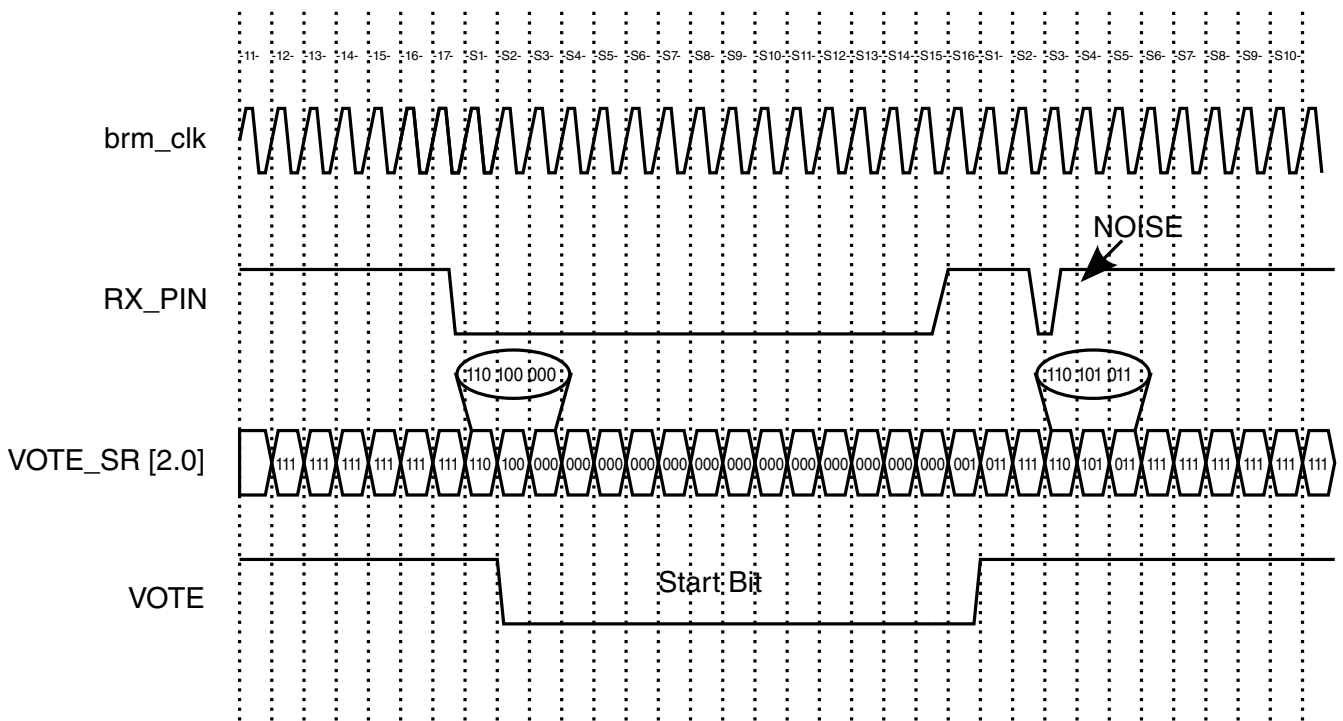 -11- -12- -13- -14- -15- -16- -17- -S1- -S2- -S3- -S4- -S5- -S6- -S7- -S8- -S9- -S10- -S11- -S12- -S13- -S14- -S15- -S16- -S1- -S2- -S3- -S4- -S5- -S6- -S7- -S8- -S9- -S10-
brm_clk
NOISE
RX_PIN
110 100 000 110 101 011
VOTE_SR [2.0] 111 111 111 111 111 111 110 100 000 000 000 000 000 000 000 000 000 000 000 000 000 001 011 111 110 101 011 111 111 111 111 111 111
Start Bit
VOTE